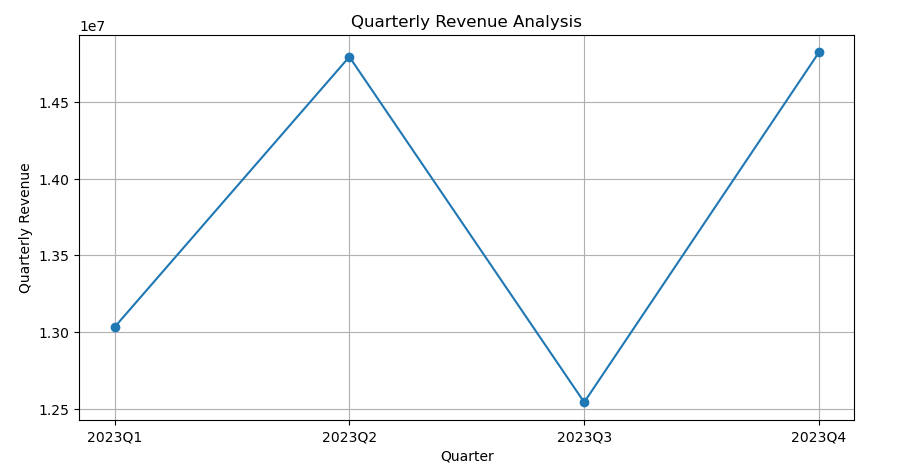 Quarterly Revenue Analysis
1e7
1.45
1.40
1.35
1.30
1.25
Quarterly Revenue
2023Q1 2023Q2 2023Q3 2023Q4
Quarter